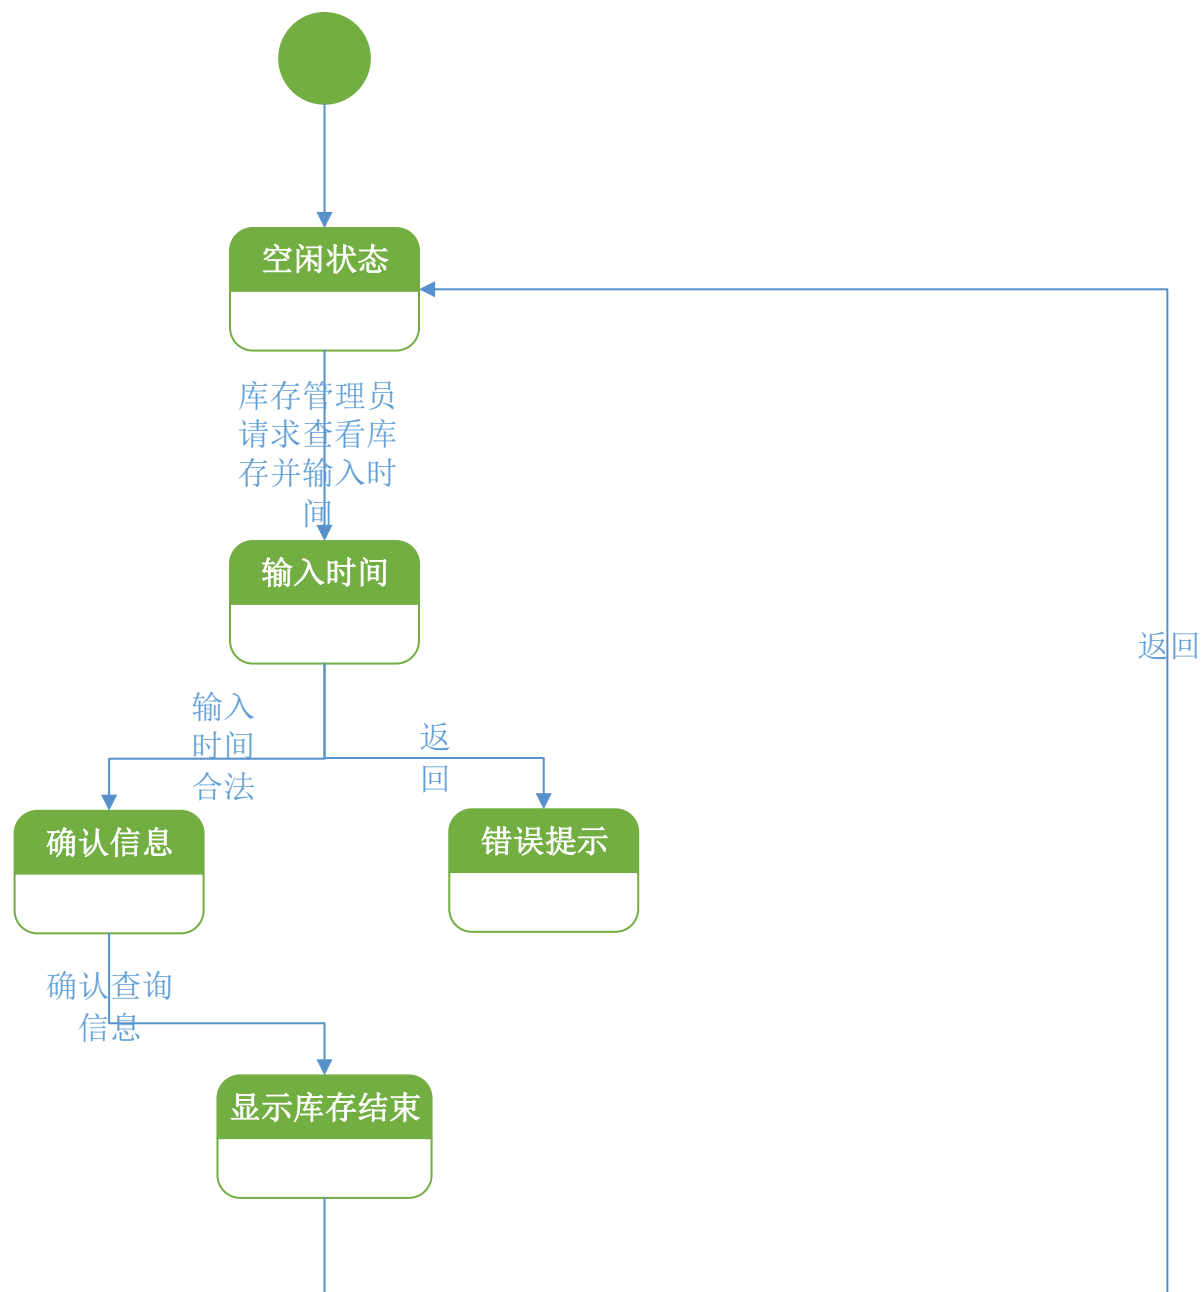 空闲状态
库存管理员
请求查看库
存并输入时
间
输入时间
返回
输入
时间
合法
返
回
确认信息
错误提示
确认查询
信息
显示库存结束